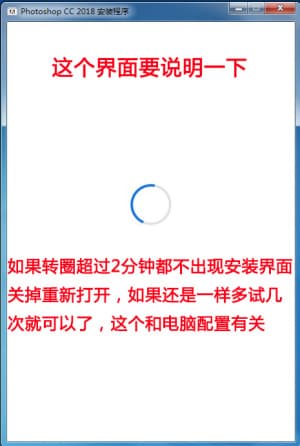 Photoshop CC 2018 安装程序
这个界面要说明一下
如果转圈超过2分钟都不出现安装界面
关掉重新打开，如果还是一样多试几
次就可以了，这个和电脑配置有关